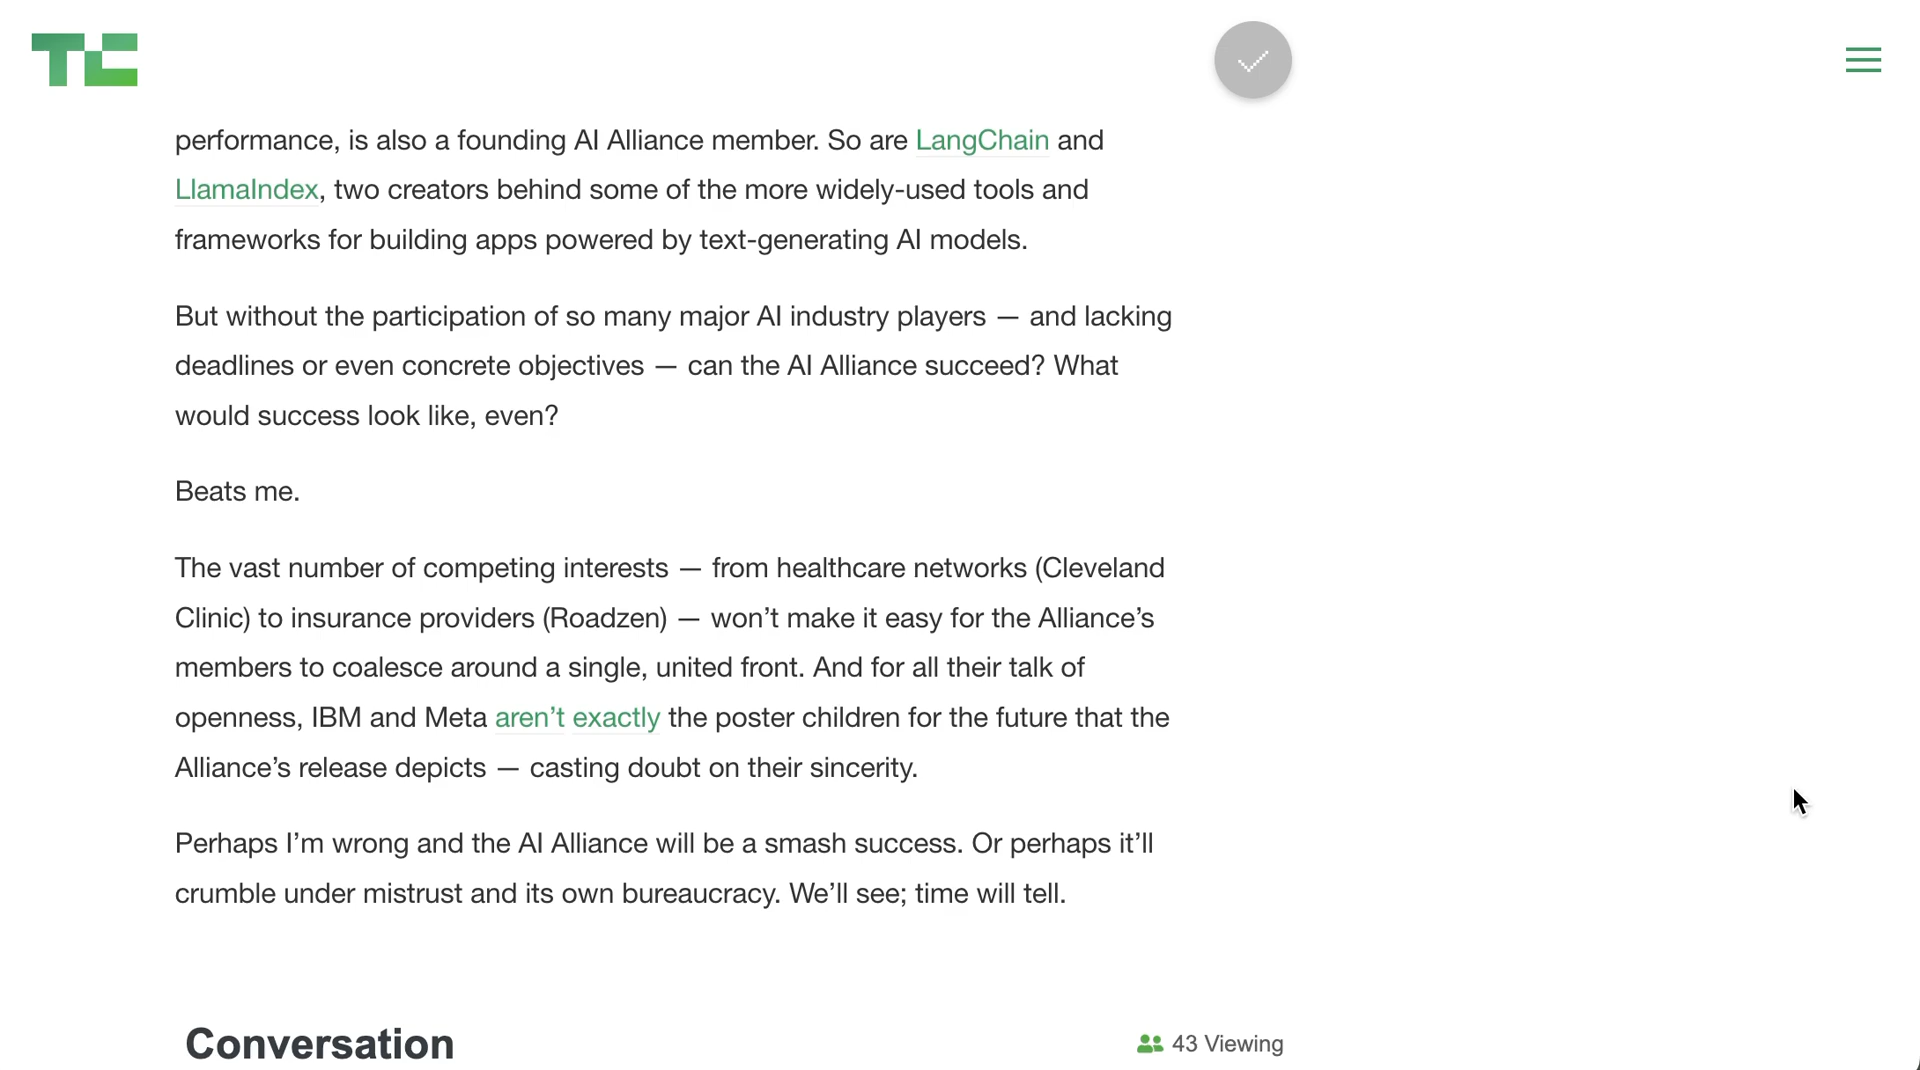 TC
performance, is also a founding AI Alliance member. So are LangChain and
LlamaIndex, two creators behind some of the more widely-used tools and
frameworks for building apps powered by text-generating AI models.
But without the participation of so many major AI industry players — and lacking
deadlines or even concrete objectives — can the AI Alliance succeed? What
would success look like, even?
Beats me.
The vast number of competing interests — from healthcare networks (Cleveland
Clinic) to insurance providers (Roadzen) — won’t make it easy for the Alliance’s
members to coalesce around a single, united front. And for all their talk of
openness, IBM and Meta aren’t exactly the poster children for the future that the
Alliance’s release depicts — casting doubt on their sincerity.
Perhaps I’m wrong and the AI Alliance will be a smash success. Or perhaps it’ll
crumble under mistrust and its own bureaucracy. We’ll see; time will tell.
Conversation
43 Viewing